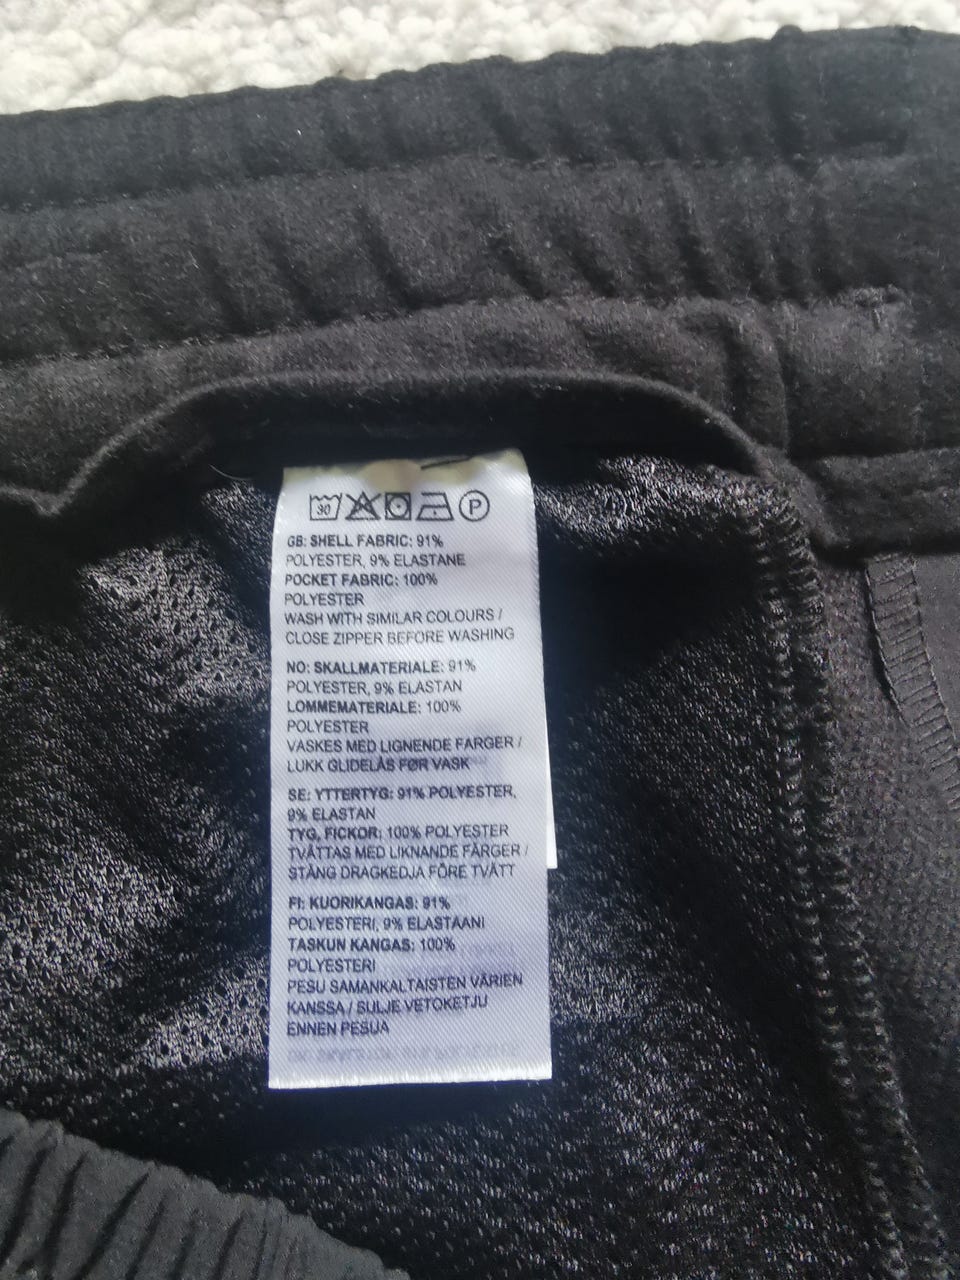 30 P
GB: SHELL FABRIC: 91%
POLYESTER, 9% ELASTANE
POCKET FABRIC: 100%
POLYESTER
WASH WITH SIMILAR COLOURS /
CLOSE ZIPPER BEFORE WASHING
NO: SKALLMATERIALE: 91%
POLYESTER, 9% ELASTAN
LOMMEMATERIALE: 100%
POLYESTER
VASKES MED LIGNENDE FARGER /
LUKK GLIDELÅS FØR VASK
SE: YTTERTYG: 91% POLYESTER,
9% ELASTAN
TYG, FICKOR: 100% POLYESTER
TVÄTTAS MED LIKNANDE FÄRGER /
STÄNG DRAGKEDJA FÖRE TVÄTT
FI: KUORIKANGAS: 91%
POLYESTERI, 9% ELASTAANI
TASKUN KANGAS: 100%
POLYESTERI
PESU SAMANKALTAISTEN VÄRIEN
KANSSA / SULJE VETOKETJU
ENNEN PESUA